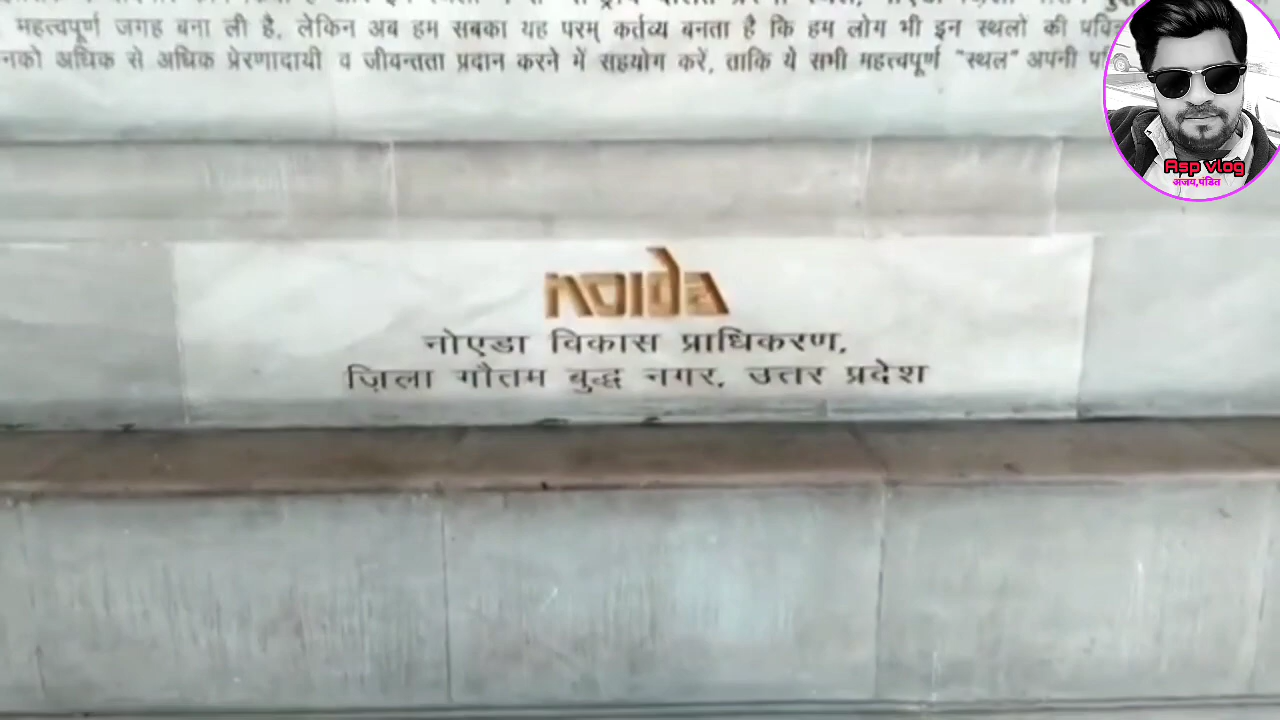 महत्वपूर्ण जगह बना ली है, लेकिन अब हम सबका यह परम् कर्तव्य बनता है कि हम लोग भी इन स्थलों की
अधिक से अधिक प्रेरणादायी व जीवन्तता प्रदान करने में सहयोग करें, ताकि ये सभी महत्त्वपूर्ण "स्थल" अपनी
Asp vlog
अजय,पंडित
noida
नोएडा विकास प्राधिकरण,
ज़िला गौतम बुद्ध नगर, उत्तर प्रदेश